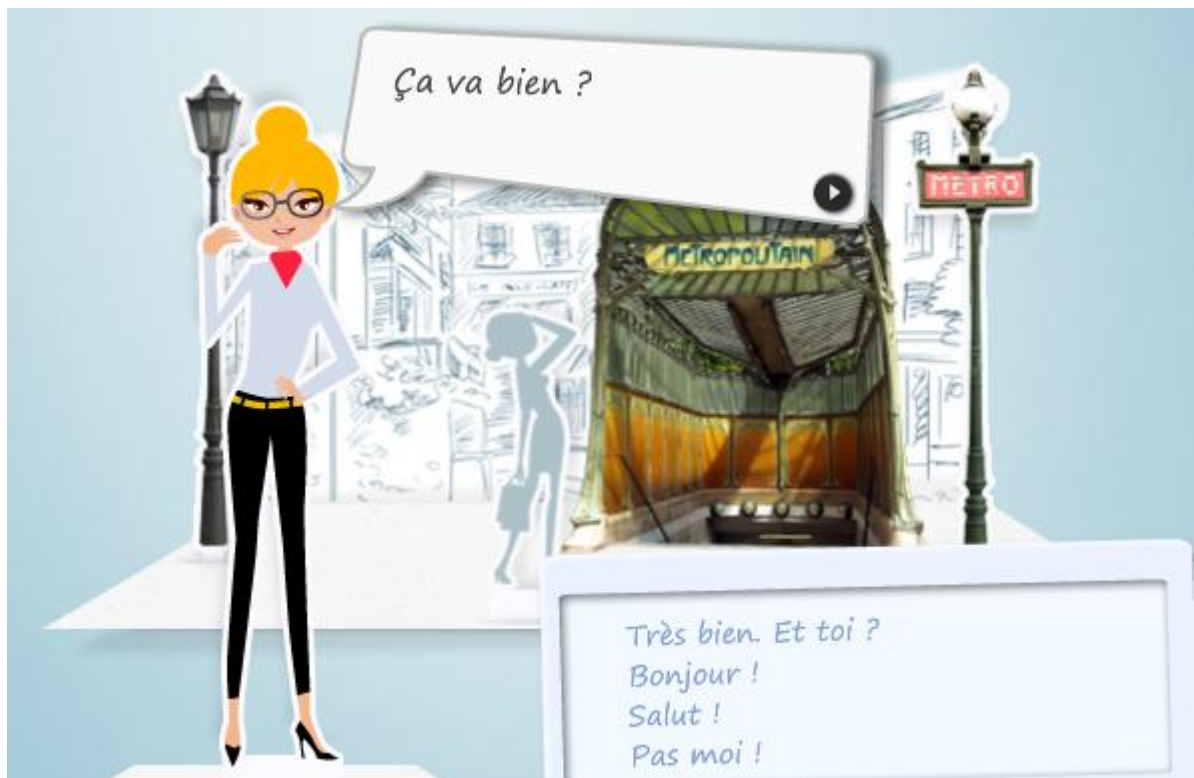 Ça va bien ?
METRO
METROPOLITAIN
Très bien. Et toi ?
Bonjour !
Salut !
Pas moi !